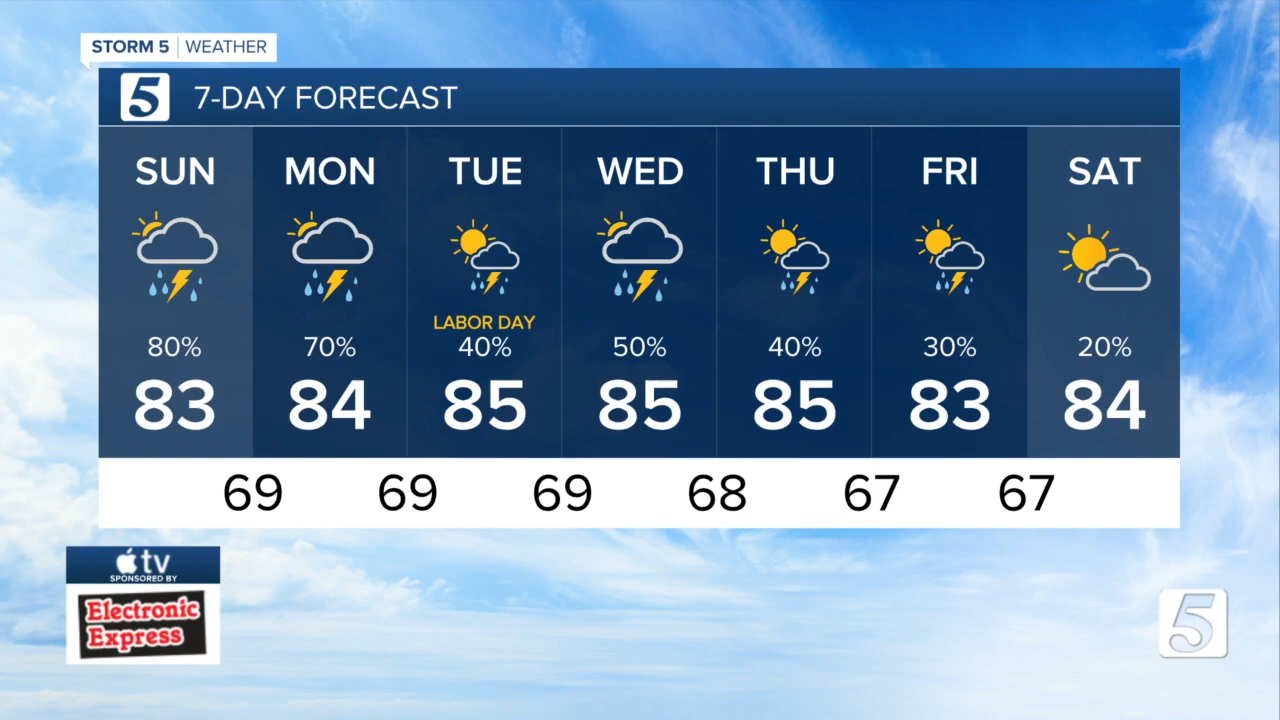 STORM 5 | WEATHER
5 7-DAY FORECAST
SUN MON TUE WED THU FRI SAT
LABOR DAY
80% 70% 40% 50% 40% 30% 20%
83 84 85 85 85 83 84
69 69 69 68 67 67
tv
SPONSORED BY
Electronic
Express
5